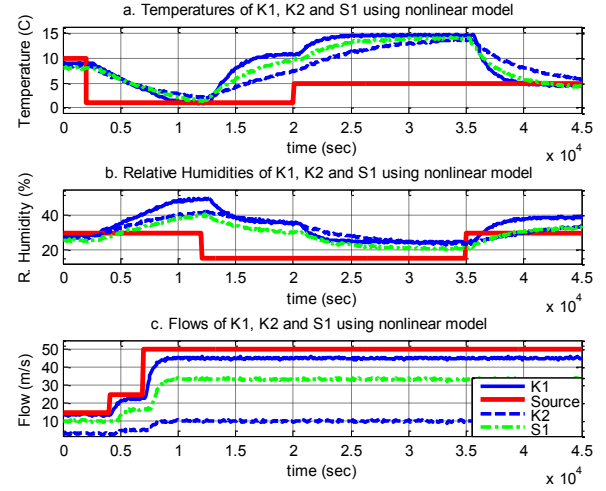 a. Temperatures of K1, K2 and S1 using nonlinear model
Temperature (C)
15
10
5
0
0 0.5 1 1.5 2 2.5 3 3.5 4 4.5
time (sec)
x 10^4
b. Relative Humidities of K1, K2 and S1 using nonlinear model
R. Humidity (%)
40
20
0 0.5 1 1.5 2 2.5 3 3.5 4 4.5
time (sec)
x 10^4
c. Flows of K1, K2 and S1 using nonlinear model
Flow (m/s)
50
40
30
20
10
K1
Source
K2
S1
0 0.5 1 1.5 2 2.5 3 3.5 4 4.5
time (sec)
x 10^4